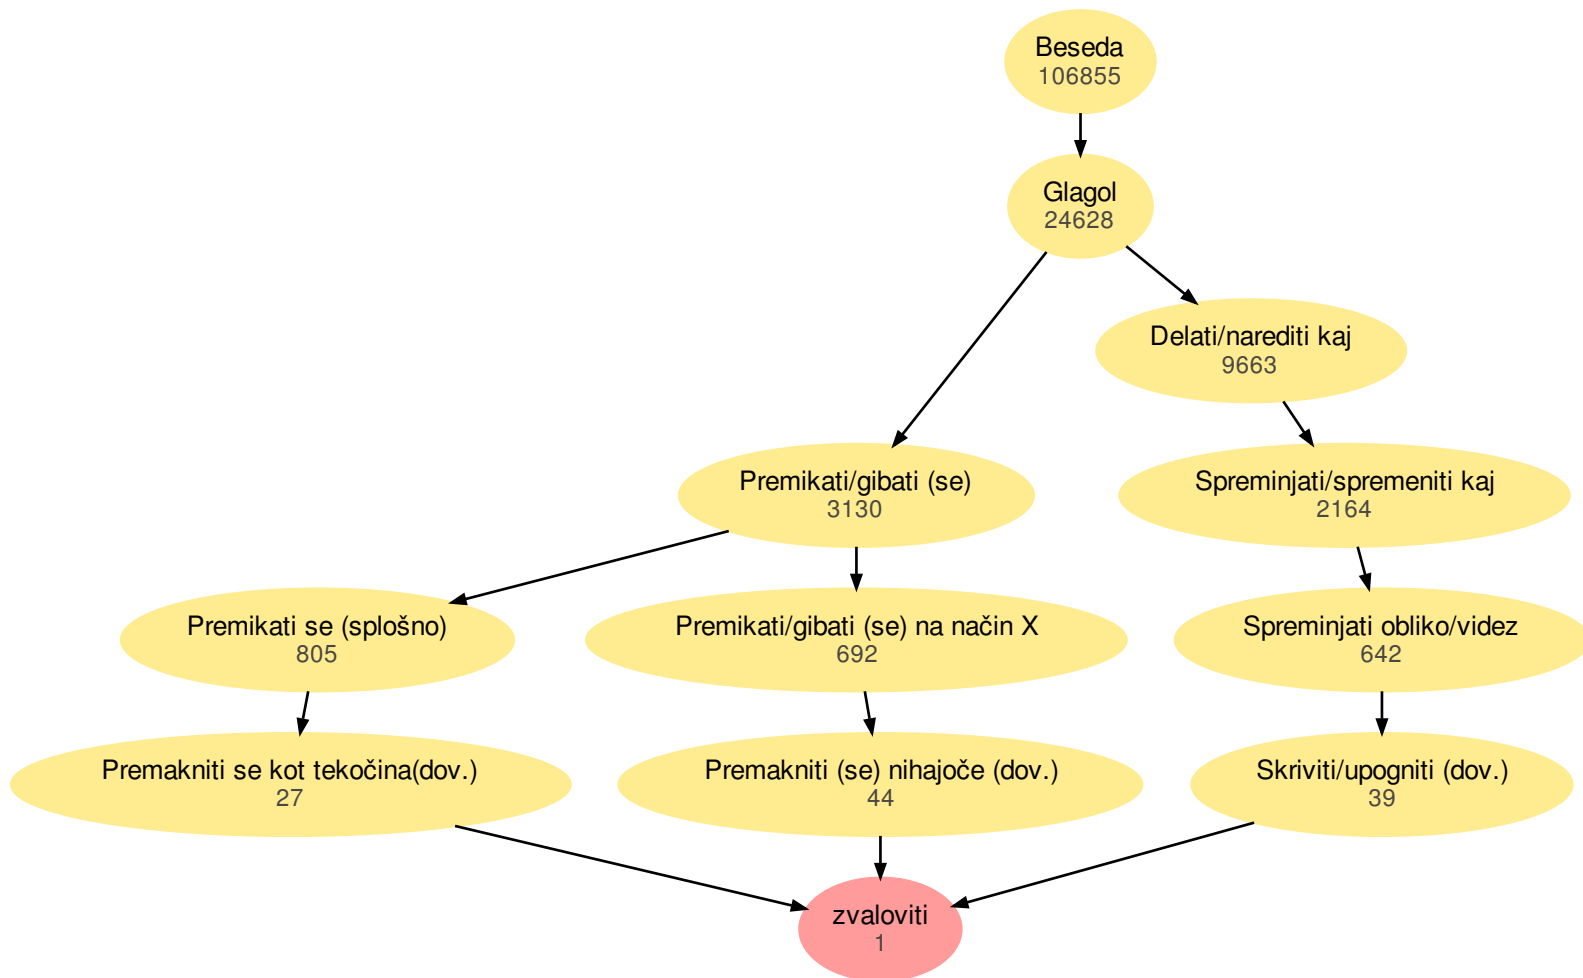 Beseda
106855
Glagol
24628
Delati/narediti kaj
9663
Premikati/gibati (se)
3130
Spreminjati/spremeniti kaj
2164
Premikati se (splošno)
805
Premikati/gibati (se) na način X
692
Spreminjati obliko/videz
642
Premakniti se kot tekočina(dov.)
27
Premakniti (se) nihajoče (dov.)
44
Skriviti/upogniti (dov.)
39
zvaloviti
1